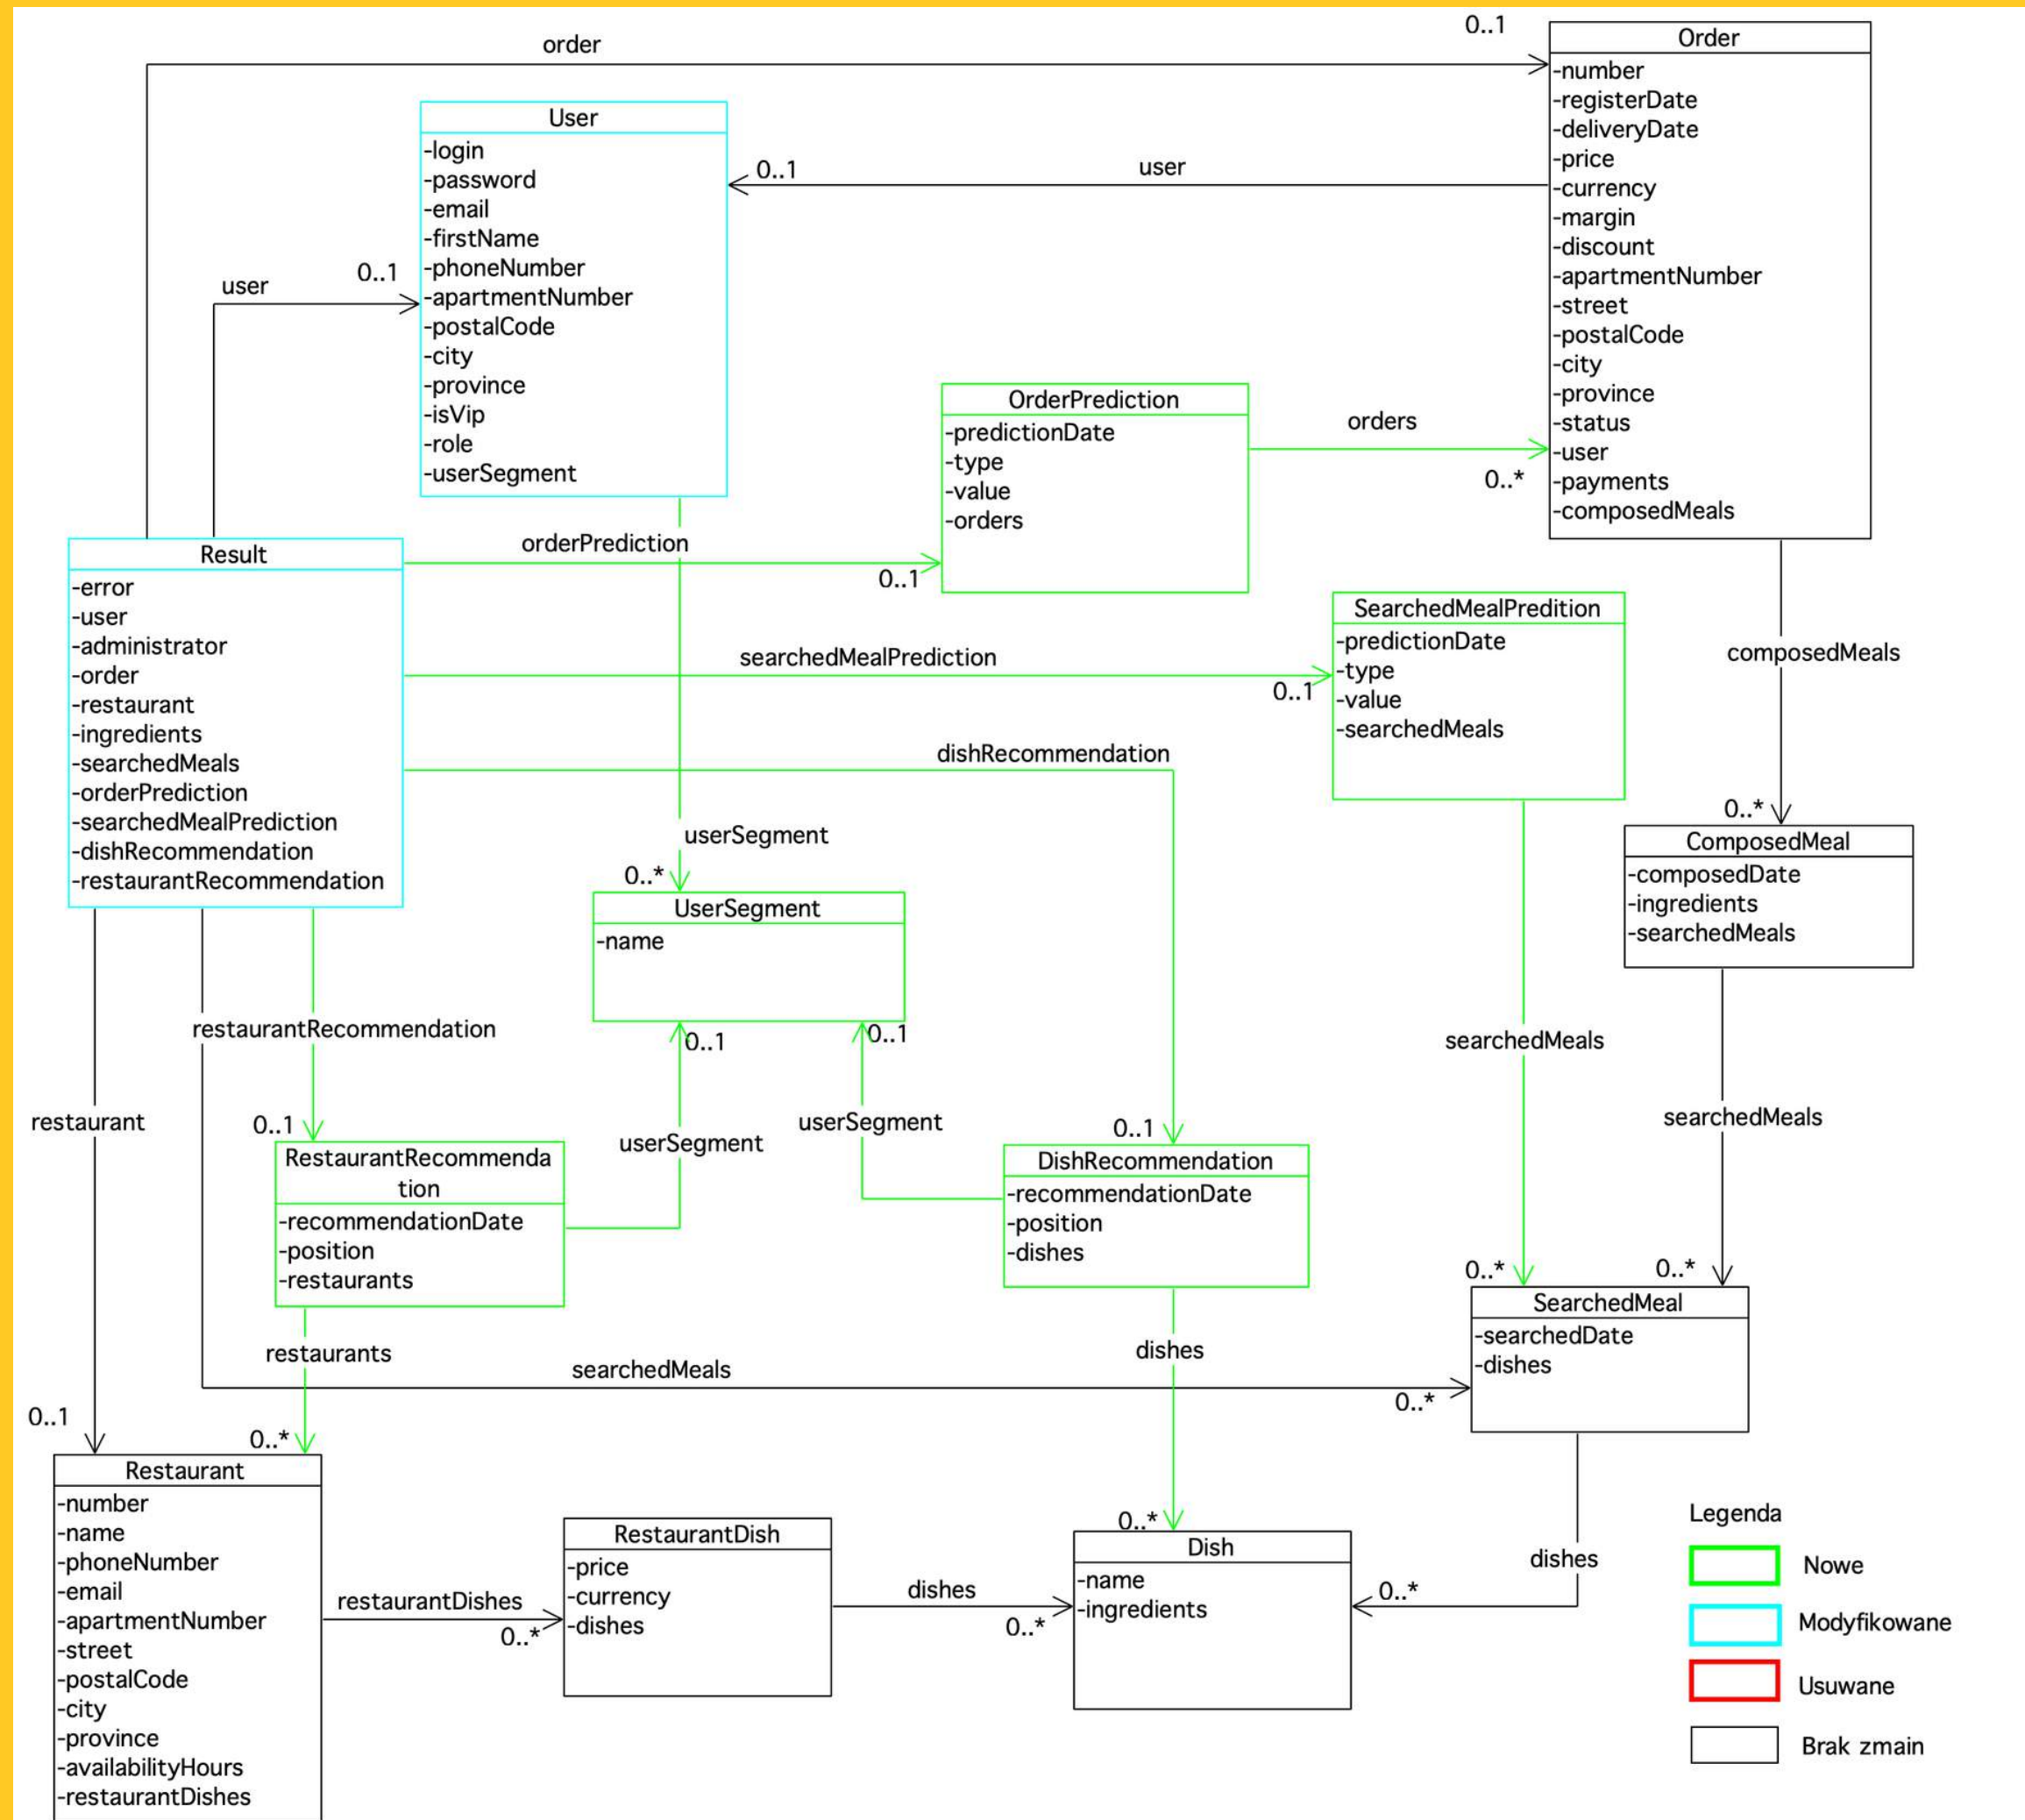 order
0..1
Order
-number
-registerDate
-deliveryDate
-price
-currency
-margin
-discount
-apartmentNumber
-street
-postalCode
-city
-province
-status
-user
-payments
-composedMeals
User
-login
-password
-email
-firstName
-phoneNumber
-apartmentNumber
-postalCode
-city
-province
-isVip
-role
-userSegment
0..1
user
user
0..1
OrderPrediction
-predictionDate
-type
-value
-orders
orders
0..*
Result
-error
-user
-administrator
-order
-restaurant
-ingredients
-searchedMeals
-orderPrediction
-searchedMealPrediction
-dishRecommendation
-restaurantRecommendation
orderPrediction
0..1
SearchedMealPredition
-predictionDate
-type
-value
-searchedMeals
searchedMealPrediction
0..1
composedMeals
0..*
dishRecommendation
userSegment
0..*
ComposedMeal
-composedDate
-ingredients
-searchedMeals
UserSegment
-name
restaurantRecommendation
0..1
0..1
searchedMeals
restaurant
0..1
userSegment
userSegment
0..1
searchedMeals
RestaurantRecommenda
tion
-recommendationDate
-position
-restaurants
DishRecommendation
-recommendationDate
-position
-dishes
0..*
0..*
SearchedMeal
-searchedDate
-dishes
restaurants
searchedMeals
0..*
dishes
0..1
0..*
Restaurant
-number
-name
-phoneNumber
-email
-apartmentNumber
-street
-postalCode
-city
-province
-availabilityHours
-restaurantDishes
restaurantDishes
0..*
RestaurantDish
-price
-currency
-dishes
dishes
0..*
0..*
Dish
-name
-ingredients
dishes
0..*
Legenda
Nowe
Modyfikowane
Usuwane
Brak zmain